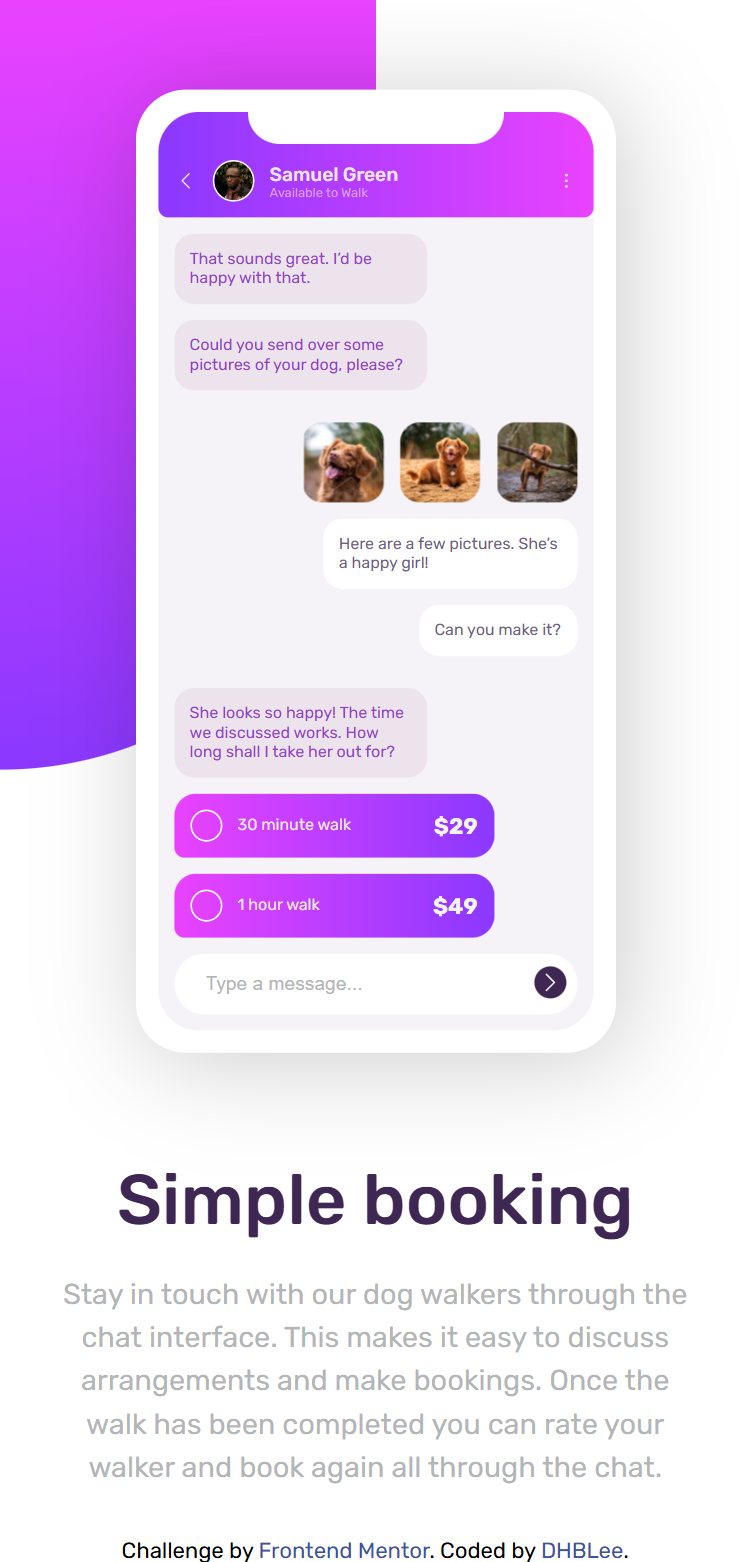 Samuel Green
Available to Walk
That sounds great. I’d be
happy with that.
Could you send over some
pictures of your dog, please?
Here are a few pictures. She’s
a happy girl!
Can you make it?
She looks so happy! The time
we discussed works. How
long shall I take her out for?
30 minute walk $29
1 hour walk $49
Type a message...
Simple booking
Stay in touch with our dog walkers through the
chat interface. This makes it easy to discuss
arrangements and make bookings. Once the
walk has been completed you can rate your
walker and book again all through the chat.
Challenge by Frontend Mentor. Coded by DHBLee.